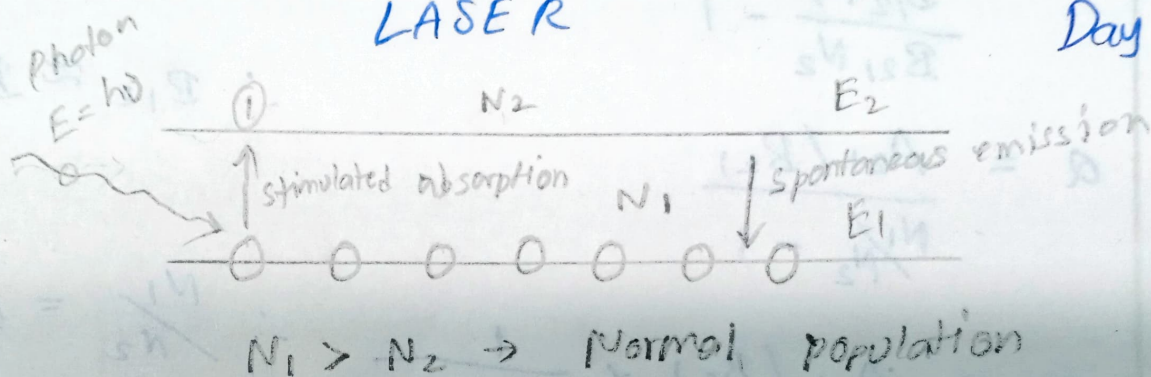 LASER Day
photon
E = hυ
① N2 E2
stimulated absorption
spontaneous emission
N1 E1
N1 > N2 → Normal population